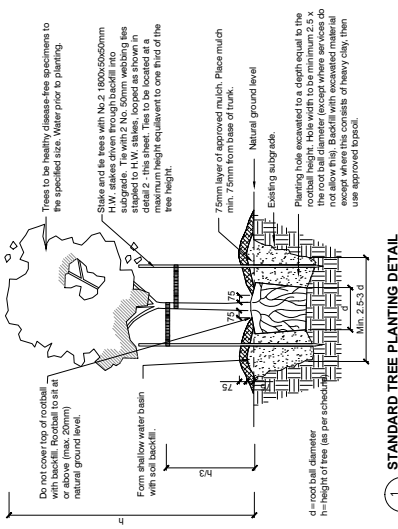 Trees to be healthy disease-free specimens to
the specified size. Water prior to planting.
Stake and tie trees with No.2 1800x50x50mm
H.W. stakes driven through backfill into
subgrade. Tie with 2 No. 50mm webbing ties
stapled to H.W. stakes, looped as shown in
detail 2 - this sheet. Ties to be located at a
maximum height equilavent to one third of the
tree height.
75mm layer of approved mulch. Place mulch
min. 75mm from base of trunk.
Natural ground level
Existing subgrade.
Planting hole excavated to a depth equal to the
rootball height. Hole width to be minimum 2.5 x
the root ball diameter (except where services do
not allow this). Backfill with excavated material
except where this consists of heavy clay, then
use approved topsoil.
Do not cover top of rootball
with backfill. Rootball to sit at
or above (max. 20mm)
natural ground level.
Form shallow water basin
with soil backfill.
h
h/3
75
75
75
75
d
Min. 2.5-3 d
d=root ball diameter
h=height of tree (as per schedule
1 STANDARD TREE PLANTING DETAIL